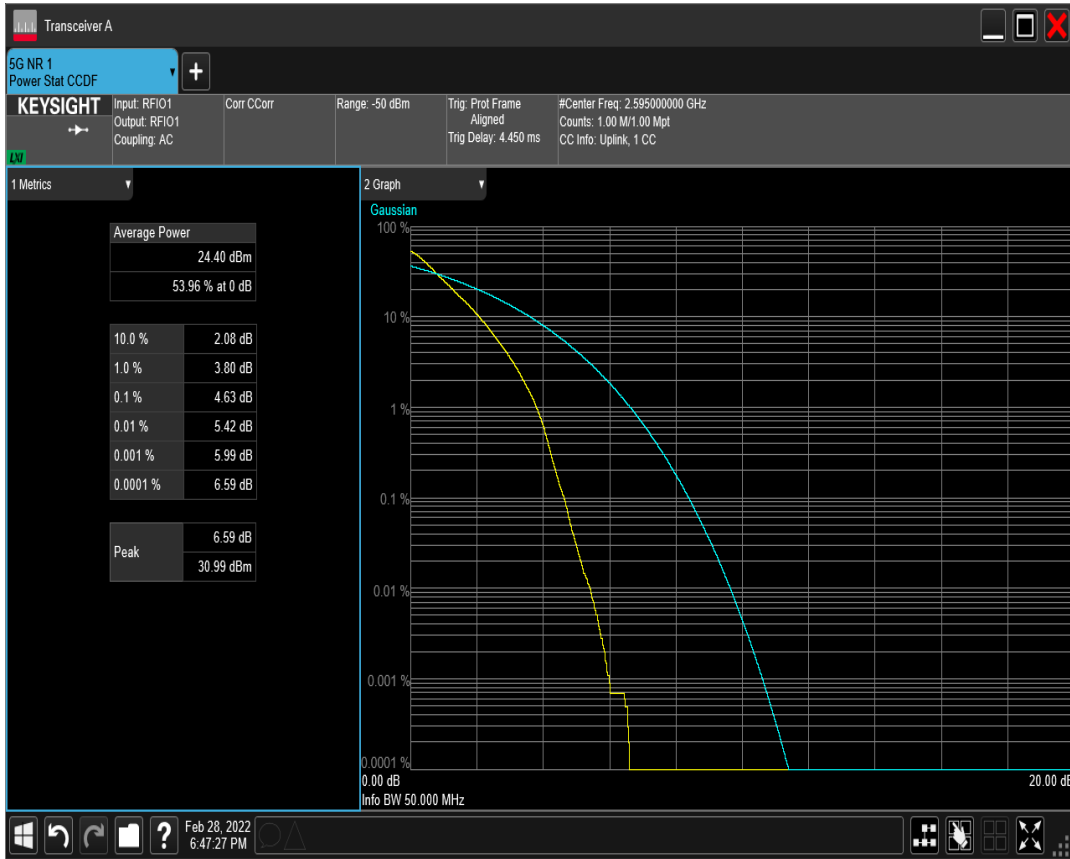 Transceiver A
5G NR 1
Power Stat CCDF
+
KEYSIGHT
LXI
Input: RFIO1
Output: RFIO1
Coupling: AC
Corr CCorr
Range: -50 dBm
Trig: Prot Frame
Aligned
Trig Delay: 4.450 ms
#Center Freq: 2.595000000 GHz
Counts: 1.00 M/1.00 Mpt
CC Info: Uplink, 1 CC
1 Metrics
Average Power
24.40 dBm
53.96 % at 0 dB
10.0 % 2.08 dB
1.0 % 3.80 dB
0.1 % 4.63 dB
0.01 % 5.42 dB
0.001 % 5.99 dB
0.0001 % 6.59 dB
Peak 6.59 dB
30.99 dBm
2 Graph
Gaussian
100 %
10 %
1 %
0.1 %
0.01 %
0.001 %
0.0001 %
0.00 dB 20.00 dB
Info BW 50.000 MHz
?
Feb 28, 2022
6:47:27 PM